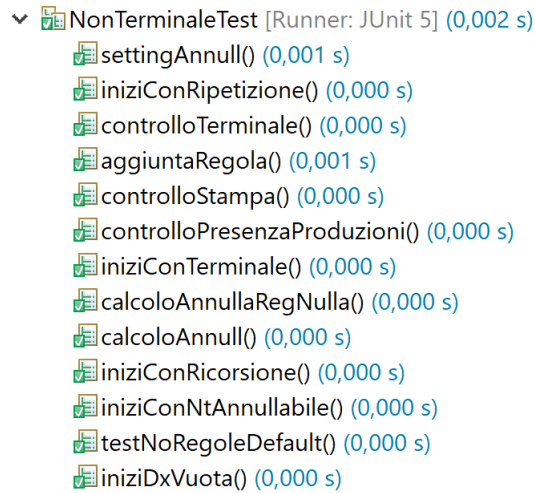 NonTerminaleTest [Runner: JUnit 5] (0,002 s)
settingAnnull() (0,001 s)
iniziConRipetizione() (0,000 s)
controlloTerminale() (0,000 s)
aggiuntaRegola() (0,001 s)
controlloStampa() (0,000 s)
controlloPresenzaProduzioni() (0,000 s)
iniziConTerminale() (0,000 s)
calcoloAnnullaRegNulla() (0,000 s)
calcoloAnnull() (0,000 s)
iniziConRicorsione() (0,000 s)
iniziConNtAnnullabile() (0,000 s)
testNoRegoleDefault() (0,000 s)
iniziDxVuota() (0,000 s)